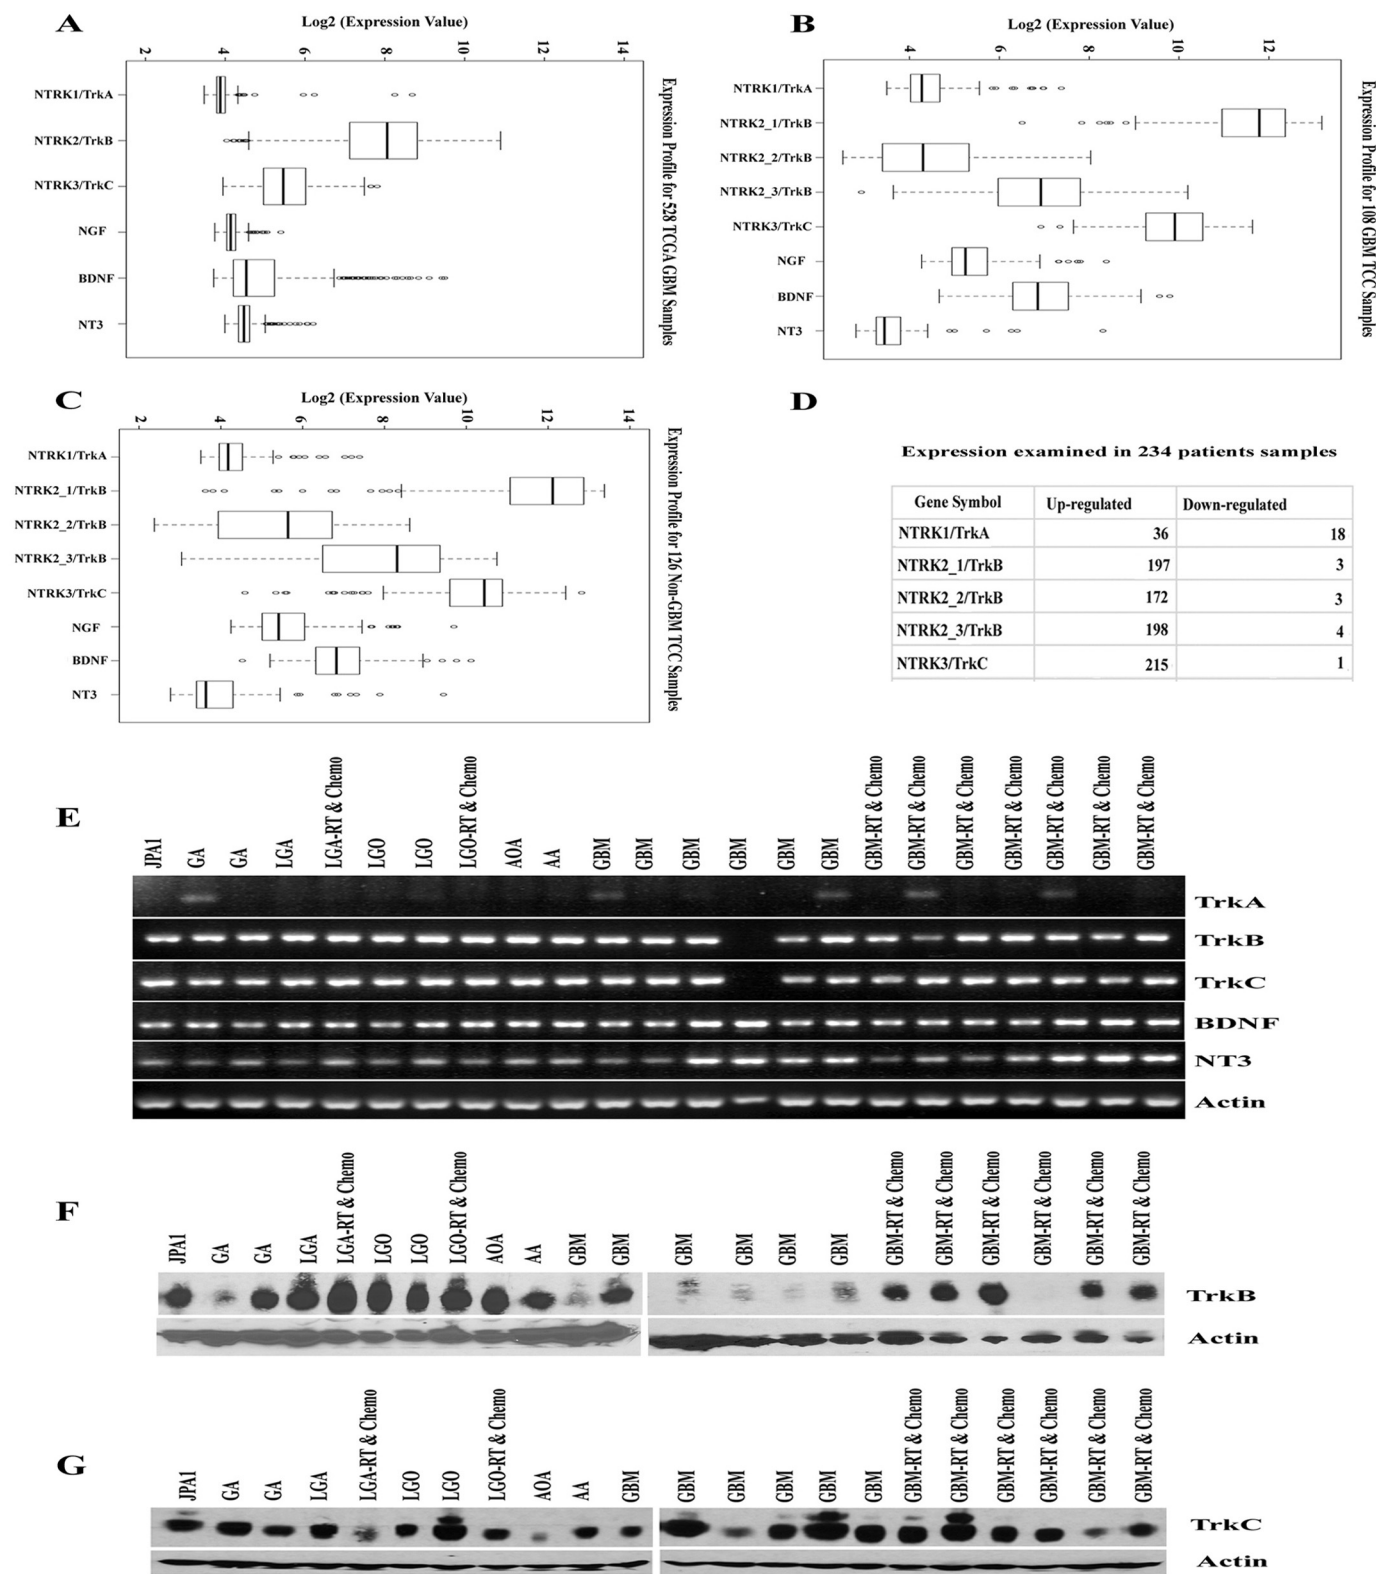 A
Log2 (Expression Value)
2 4 6 8 10 12 14
NTRK1/TrkA
NTRK2/TrkB
NTRK3/TrkC
NGF
BDNF
NT3
Expression Profile for 528 TCGA GBM Samples
B
Log2 (Expression Value)
4 6 8 10 12
NTRK1/TrkA
NTRK2_1/TrkB
NTRK2_2/TrkB
NTRK2_3/TrkB
NTRK3/TrkC
NGF
BDNF
NT3
Expression Profile for 108 GBM TCC Samples
C
Log2 (Expression Value)
2 4 6 8 10 12 14
NTRK1/TrkA
NTRK2_1/TrkB
NTRK2_2/TrkB
NTRK2_3/TrkB
NTRK3/TrkC
NGF
BDNF
NT3
Expression Profile for 126 Non-GBM TCC Samples
D
Expression examined in 234 patients samples
Gene Symbol Up-regulated Down-regulated
NTRK1/TrkA 36 18
NTRK2_1/TrkB 197 3
NTRK2_2/TrkB 172 3
NTRK2_3/TrkB 198 4
NTRK3/TrkC 215 1
E
JPA1
GA
GA
LGA
LGA-RT & Chemo
LGO
LGO
LGO-RT & Chemo
AOA
AA
GBM
GBM
GBM
GBM
GBM
GBM
GBM-RT & Chemo
GBM-RT & Chemo
GBM-RT & Chemo
GBM-RT & Chemo
GBM-RT & Chemo
GBM-RT & Chemo
GBM-RT & Chemo
TrkA
TrkB
TrkC
BDNF
NT3
Actin
F
JPA1
GA
GA
LGA
LGA-RT & Chemo
LGO
LGO
LGO-RT & Chemo
AOA
AA
GBM
GBM
GBM
GBM
GBM
GBM
GBM-RT & Chemo
GBM-RT & Chemo
GBM-RT & Chemo
GBM-RT & Chemo
GBM-RT & Chemo
GBM-RT & Chemo
TrkB
Actin
G
JPA1
GA
GA
LGA
LGA-RT & Chemo
LGO
LGO
LGO-RT & Chemo
AOA
AA
GBM
GBM
GBM
GBM
GBM
GBM
GBM-RT & Chemo
GBM-RT & Chemo
GBM-RT & Chemo
GBM-RT & Chemo
GBM-RT & Chemo
GBM-RT & Chemo
TrkC
Actin